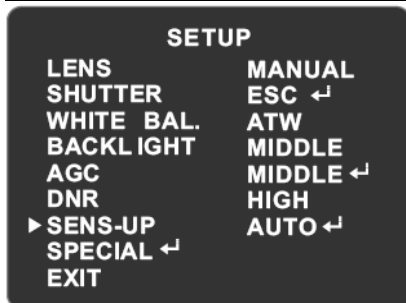 SETUP
LENS MANUAL
SHUTTER ESC ↵
WHITE BAL. ATW
BACKLIGHT MIDDLE
AGC MIDDLE ↵
DNR HIGH
▶ SENS-UP AUTO ↵
SPECIAL ↵
EXIT